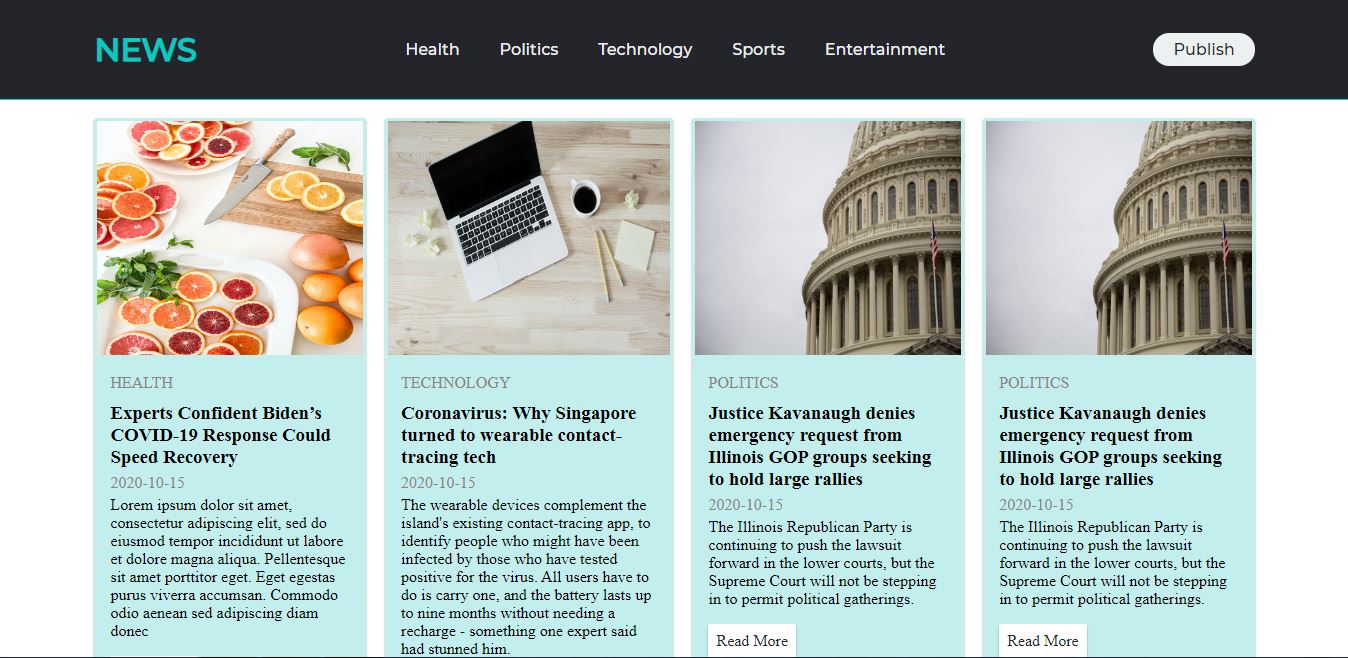 NEWS
Health
Politics
Technology
Sports
Entertainment
Publish
HEALTH
Experts Confident Biden’s
COVID-19 Response Could
Speed Recovery
2020-10-15
Lorem ipsum dolor sit amet,
consectetur adipiscing elit, sed do
eiusmod tempor incididunt ut labore
et dolore magna aliqua. Pellentesque
sit amet porttitor eget. Eget egestas
purus viverra accumsan. Commodo
odio aenean sed adipiscing diam
donec
TECHNOLOGY
Coronavirus: Why Singapore
turned to wearable contact-
tracing tech
2020-10-15
The wearable devices complement the
island's existing contact-tracing app, to
identify people who might have been
infected by those who have tested
positive for the virus. All users have to
do is carry one, and the battery lasts up
to nine months without needing a
recharge - something one expert said
had stunned him.
POLITICS
Justice Kavanaugh denies
emergency request from
Illinois GOP groups seeking
to hold large rallies
2020-10-15
The Illinois Republican Party is
continuing to push the lawsuit
forward in the lower courts, but the
Supreme Court will not be stepping
in to permit political gatherings.
Read More
POLITICS
Justice Kavanaugh denies
emergency request from
Illinois GOP groups seeking
to hold large rallies
2020-10-15
The Illinois Republican Party is
continuing to push the lawsuit
forward in the lower courts, but the
Supreme Court will not be stepping
in to permit political gatherings.
Read More